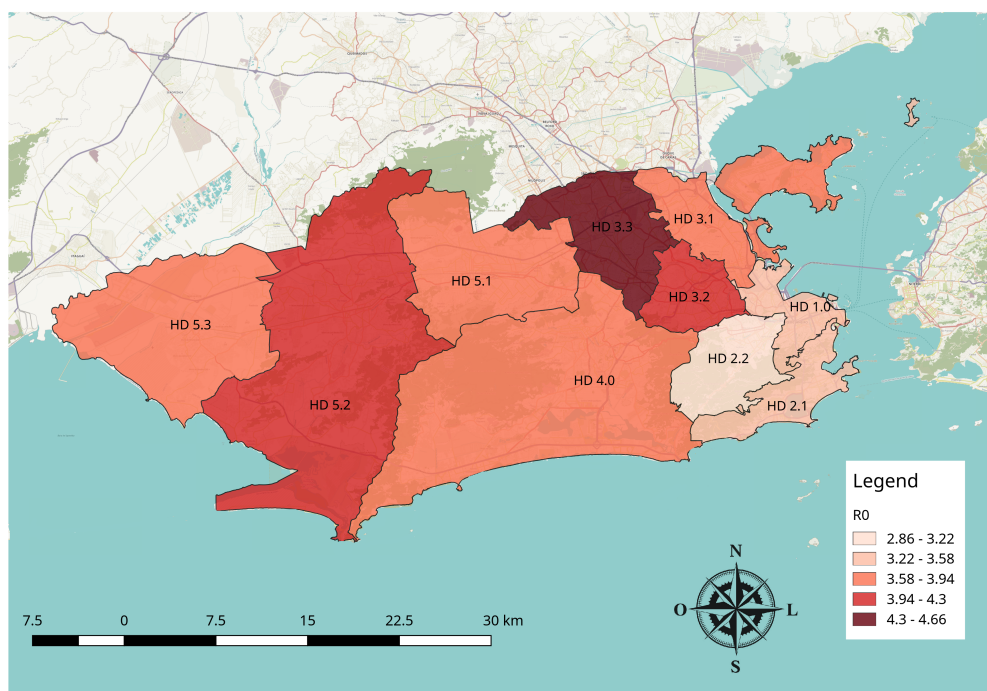 HD 3.3
HD 3.1
HD 5.1
HD 3.2
HD 1.0
HD 5.3
HD 2.2
HD 4.0
HD 5.2
HD 2.1
Legend
R0
2.86 - 3.22
3.22 - 3.58
3.58 - 3.94
3.94 - 4.3
4.3 - 4.66
N
O
L
S
7.5 0 7.5 15 22.5 30 km